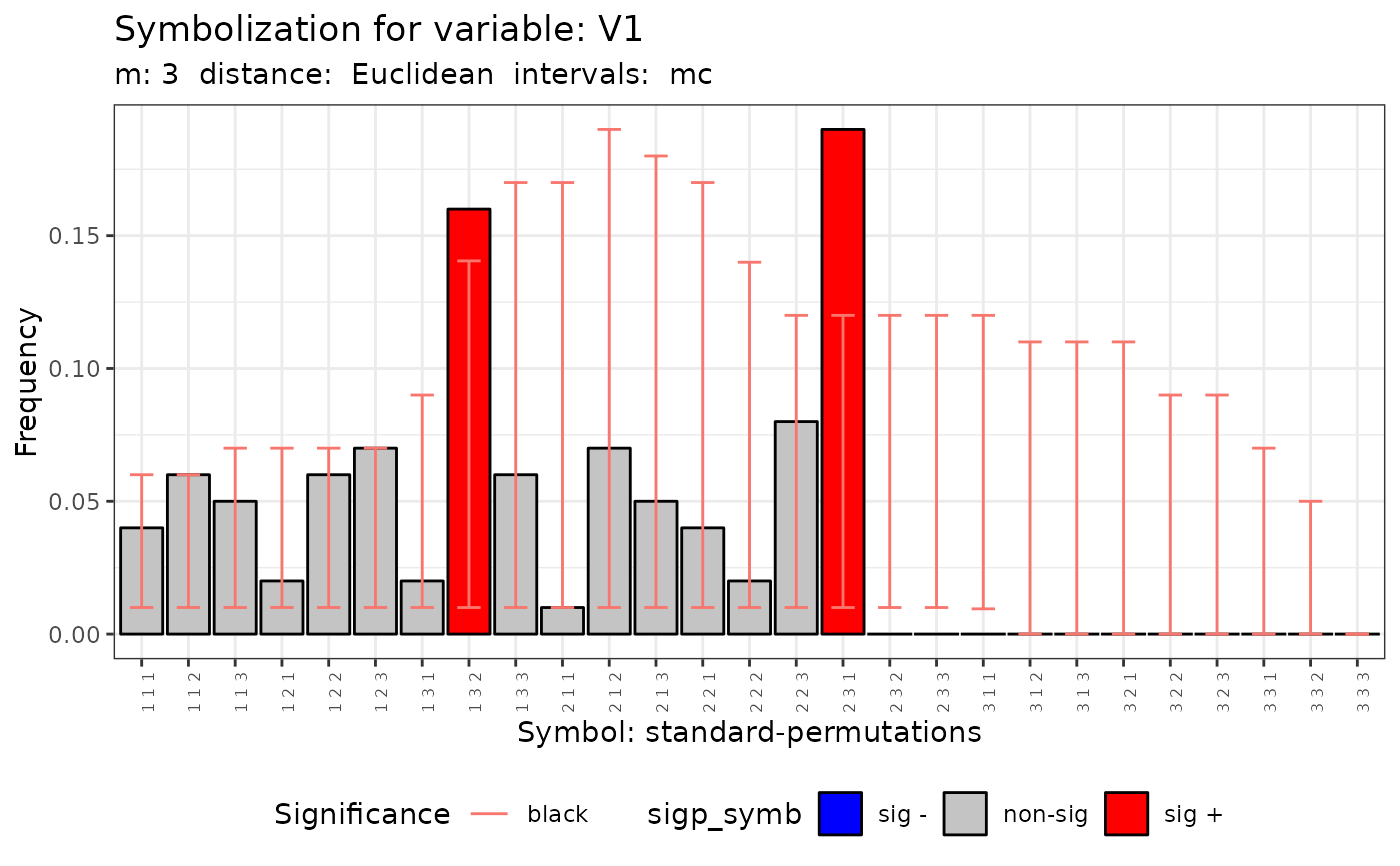 Symbolization for variable: V1
m: 3 distance: Euclidean intervals: mc
Frequency
0.15
0.10
0.05
0.00
1 1 1
1 1 2
1 1 3
1 2 1
1 2 2
1 2 3
1 3 1
1 3 2
1 3 3
2 1 1
2 1 2
2 1 3
2 2 1
2 2 2
2 2 3
2 3 1
2 3 2
2 3 3
3 1 1
3 1 2
3 1 3
3 2 1
3 2 2
3 2 3
3 3 1
3 3 2
3 3 3
Symbol: standard-permutations
Significance black sigp_symb sig - non-sig sig +